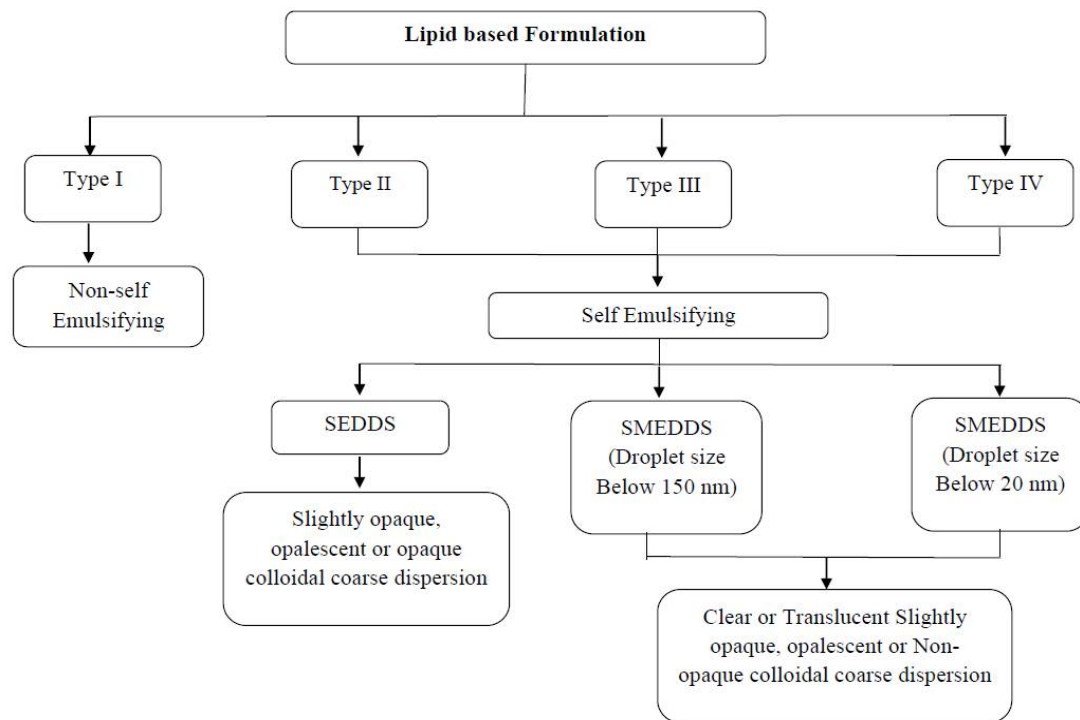 Lipid based Formulation
Type I
Type II
Type III
Type IV
Non-self
Emulsifying
Self Emulsifying
SEDDS
SMEDDS
(Droplet size
Below 150 nm)
SMEDDS
(Droplet size
Below 20 nm)
Slightly opaque,
opalescent or opaque
colloidal coarse dispersion
Clear or Translucent Slightly
opaque, opalescent or Non-
opaque colloidal coarse dispersion